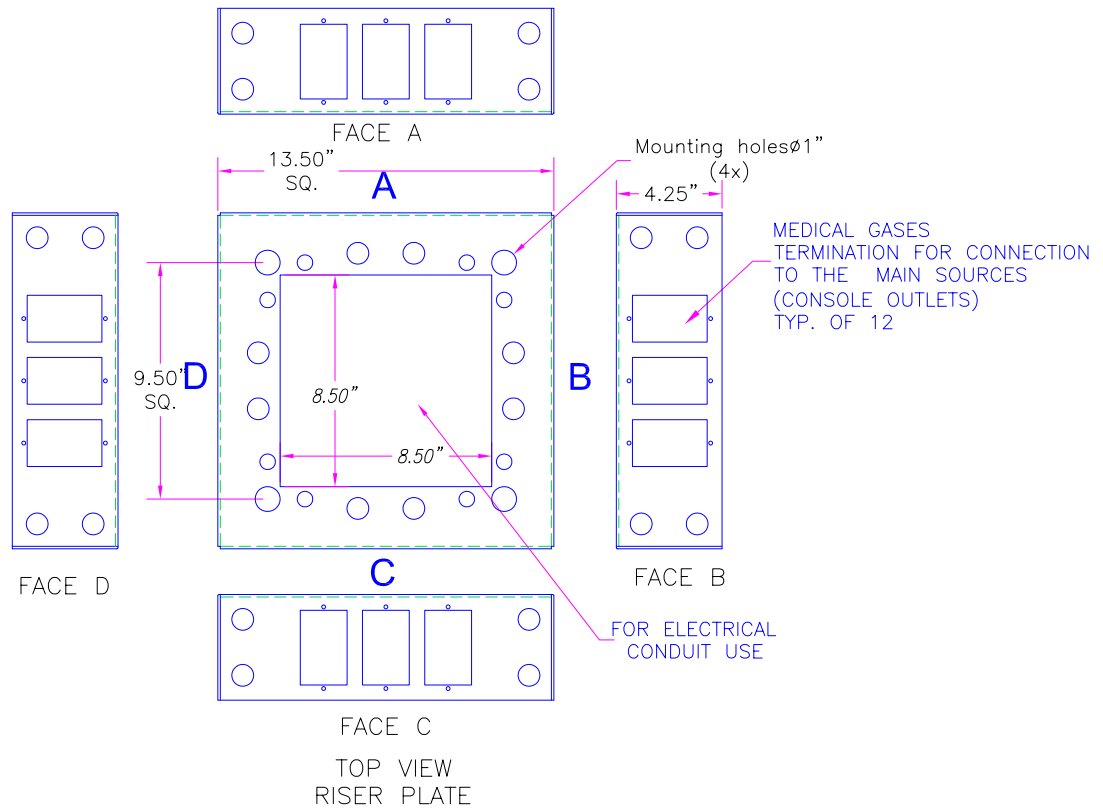 FACE A
13.50"
SQ.
A
Mounting holesø1"
(4x)
4.25"
MEDICAL GASES
TERMINATION FOR CONNECTION
TO THE MAIN SOURCES
(CONSOLE OUTLETS)
TYP. OF 12
9.50"
SQ.
D
8.50"
8.50"
B
C
FACE D
FACE B
FOR ELECTRICAL
CONDUIT USE
FACE C
TOP VIEW
RISER PLATE